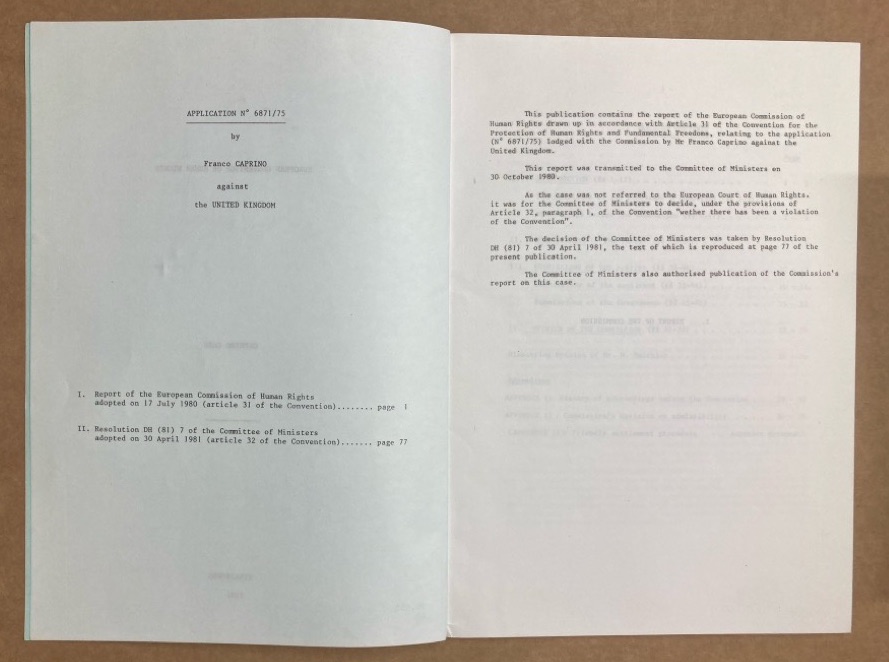 APPLICATION N° 6871/75
by
Franco CAPRINO
against
the UNITED KINGDOM
I. Report of the European Commission of Human Rights
adopted on 17 July 1980 (article 31 of the Convention)........ page 1
II. Resolution DH (81) 7 of the Committee of Ministers
adopted on 30 April 1981 (article 32 of the Convention)....... page 77
This publication contains the report of the European Commission of
Human Rights drawn up in accordance with Article 31 of the Convention for the
Protection of Human Rights and Fundamental Freedoms, relating to the application
(N° 6871/75) lodged with the Commission by Mr Franco Caprino against the
United Kingdom.
This report was transmitted to the Committee of Ministers on
30 October 1980.
As the case was not referred to the European Court of Human Rights,
it was for the Committee of Ministers to decide, under the provisions of
Article 32, paragraph 1, of the Convention "wether there has been a violation
of the Convention".
The decision of the Committee of Ministers was taken by Resolution
DH (81) 7 of 30 April 1981, the text of which is reproduced at page 77 of the
present publication.
The Committee of Ministers also authorised publication of the Commission's
report on this case.